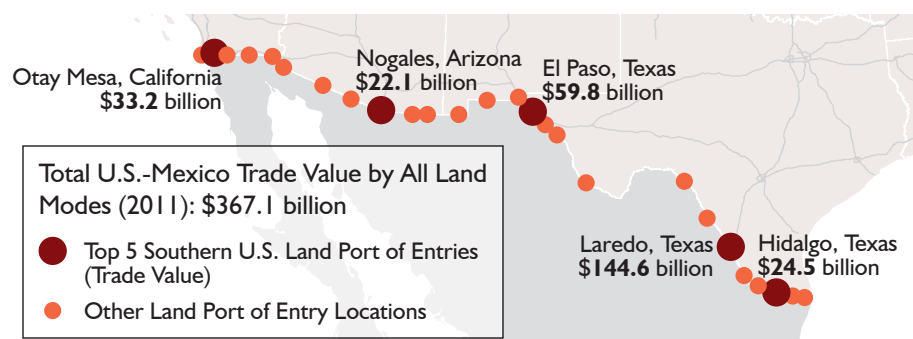 Otay Mesa, California
$33.2 billion
Nogales, Arizona
$22.1 billion
El Paso, Texas
$59.8 billion
Laredo, Texas
$144.6 billion
Hidalgo, Texas
$24.5 billion
Total U.S.-Mexico Trade Value by All Land
Modes (2011): $367.1 billion
Top 5 Southern U.S. Land Port of Entries
(Trade Value)
Other Land Port of Entry Locations